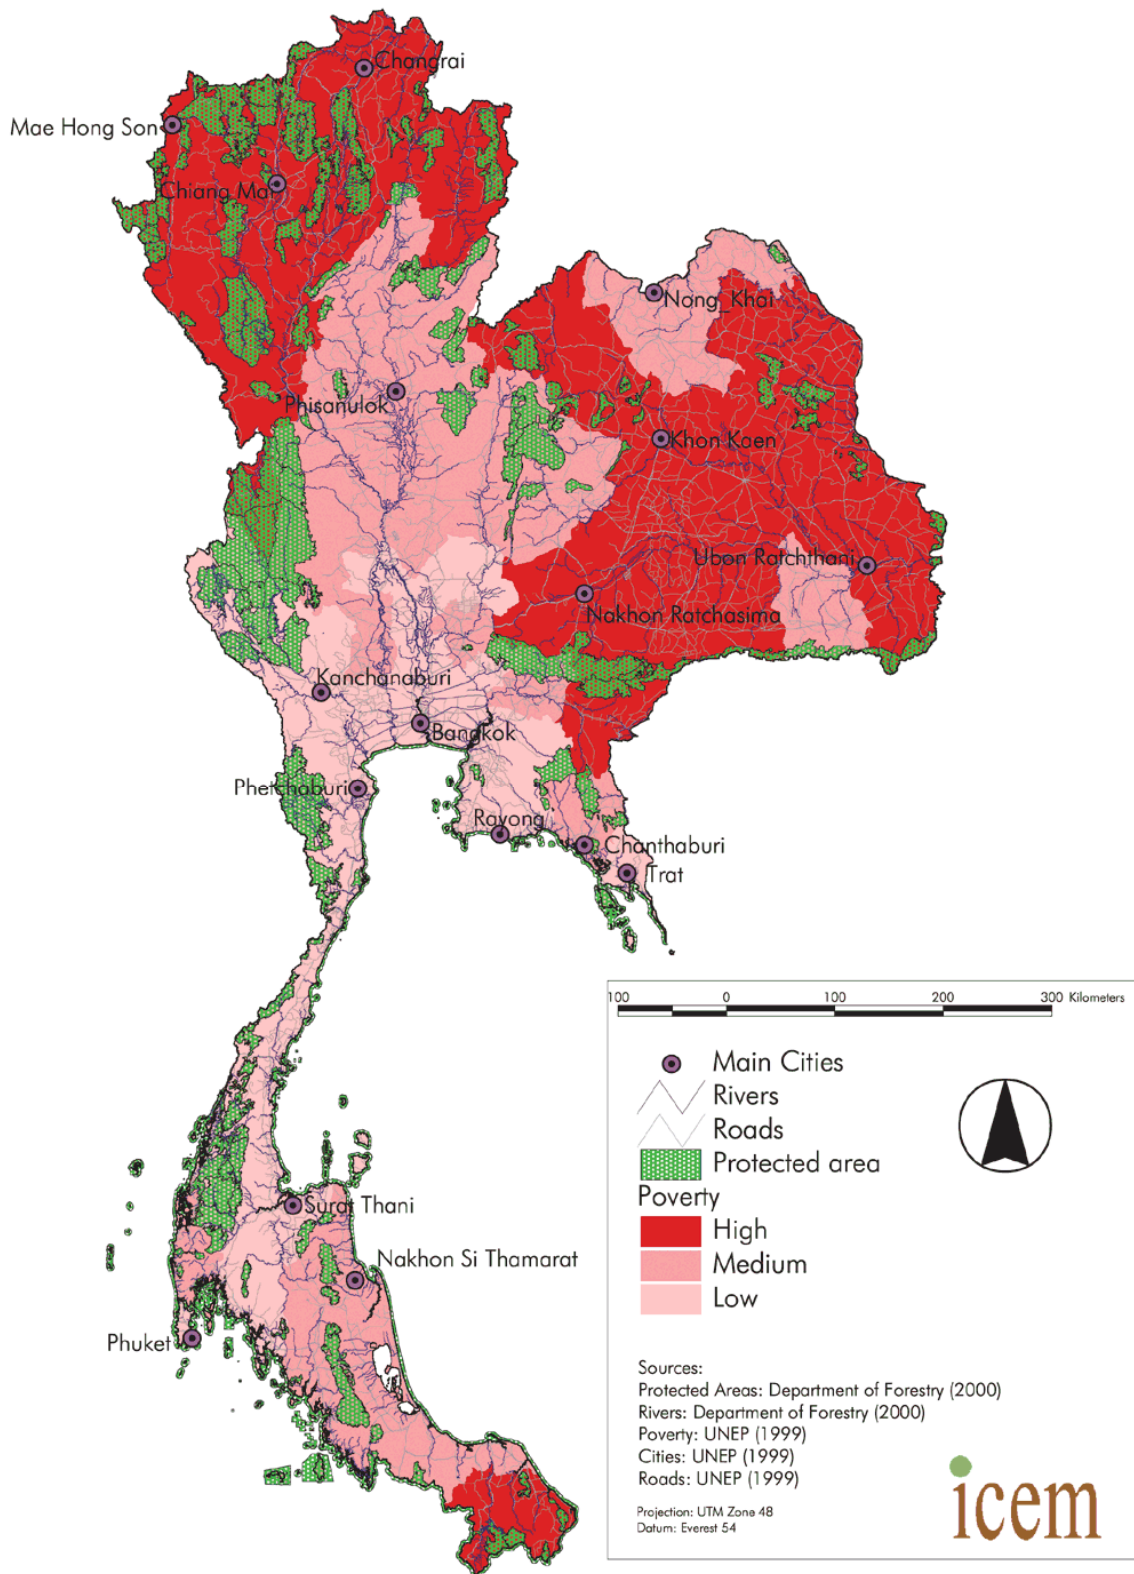 Changrai
Mae Hong Son
Chiang Mai
Nong Khai
Phisanulok
Khon Kaen
Ubon Ratchthani
Nakhon Ratchasima
Kanchanaburi
Bangkok
Phetchaburi
Rayong
Chanthaburi
Trat
Surat Thani
Nakhon Si Thamarat
Phuket
100 0 100 200 300 Kilometers
Main Cities
Rivers
Roads
Protected area
Poverty
High
Medium
Low
Sources:
Protected Areas: Department of Forestry (2000)
Rivers: Department of Forestry (2000)
Poverty: UNEP (1999)
Cities: UNEP (1999)
Roads: UNEP (1999)
Projection: UTM Zone 48
Datum: Everest 54
icem